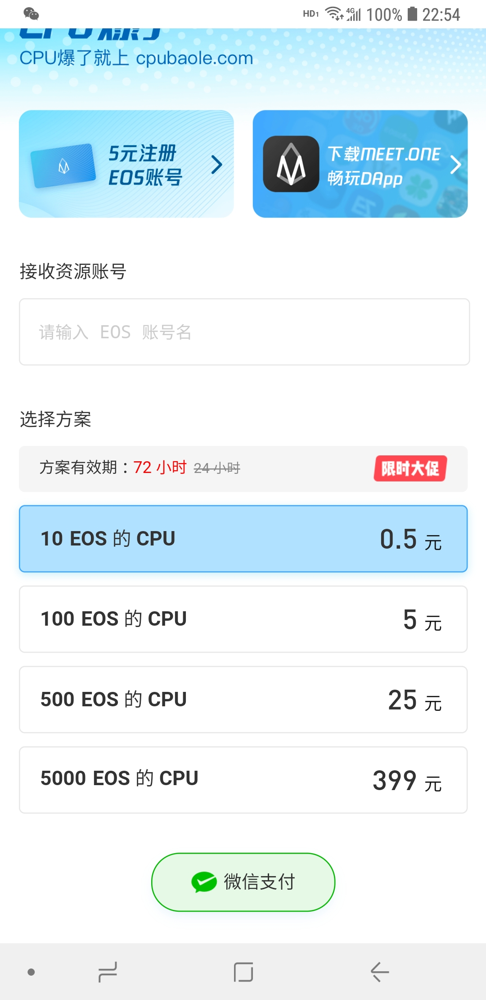 HD1 4G 100% 22:54
CPU爆了
CPU爆了就上 cpubaole.com
5元注册
EOS账号
下载MEET.ONE
畅玩DApp
接收资源账号
请输入 EOS 账号名
选择方案
方案有效期：72 小时 24 小时 限时大促
10 EOS 的 CPU 0.5 元
100 EOS 的 CPU 5 元
500 EOS 的 CPU 25 元
5000 EOS 的 CPU 399 元
微信支付